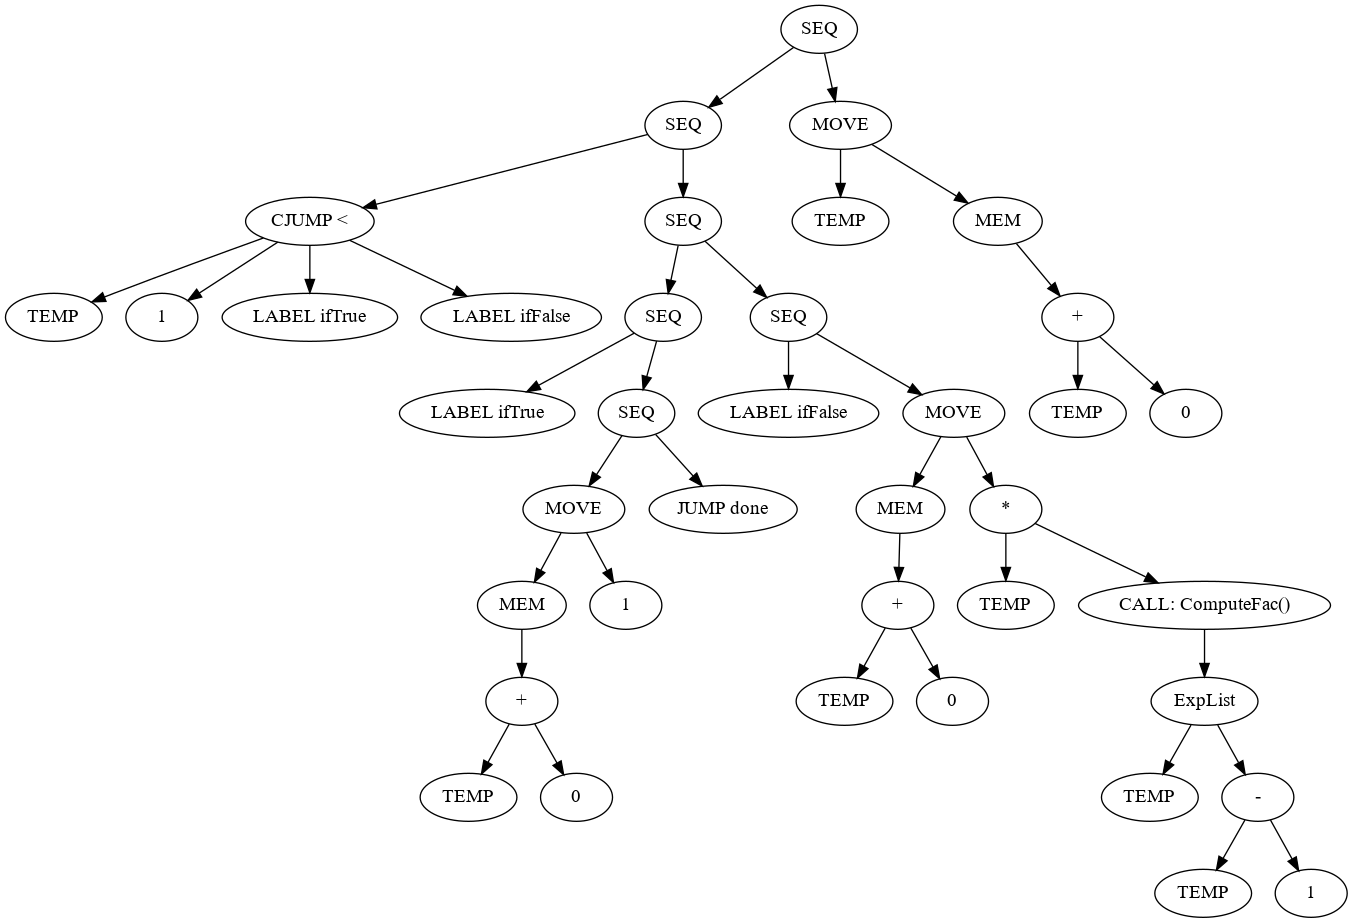 SEQ
SEQ
MOVE
CJUMP <
SEQ
TEMP
MEM
TEMP
1
LABEL ifTrue
LABEL ifFalse
SEQ
SEQ
+
LABEL ifTrue
SEQ
LABEL ifFalse
MOVE
TEMP
0
MOVE
JUMP done
MEM
*
MEM
1
+
TEMP
CALL: ComputeFac()
+
TEMP
0
ExpList
TEMP
0
TEMP
-
TEMP
1